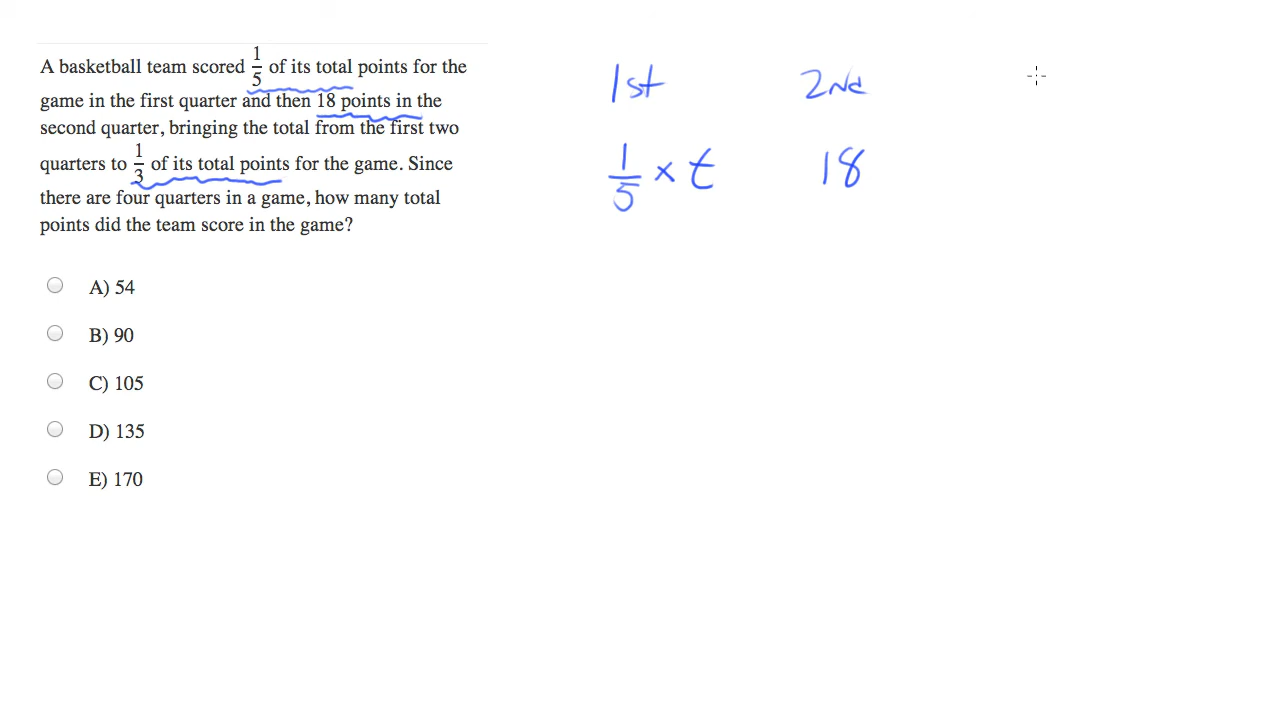 A basketball team scored 1/5 of its total points for the
game in the first quarter and then 18 points in the
second quarter, bringing the total from the first two
quarters to 1/3 of its total points for the game. Since
there are four quarters in a game, how many total
points did the team score in the game?
A) 54
B) 90
C) 105
D) 135
E) 170
1st 2nd
1/5 × t 18